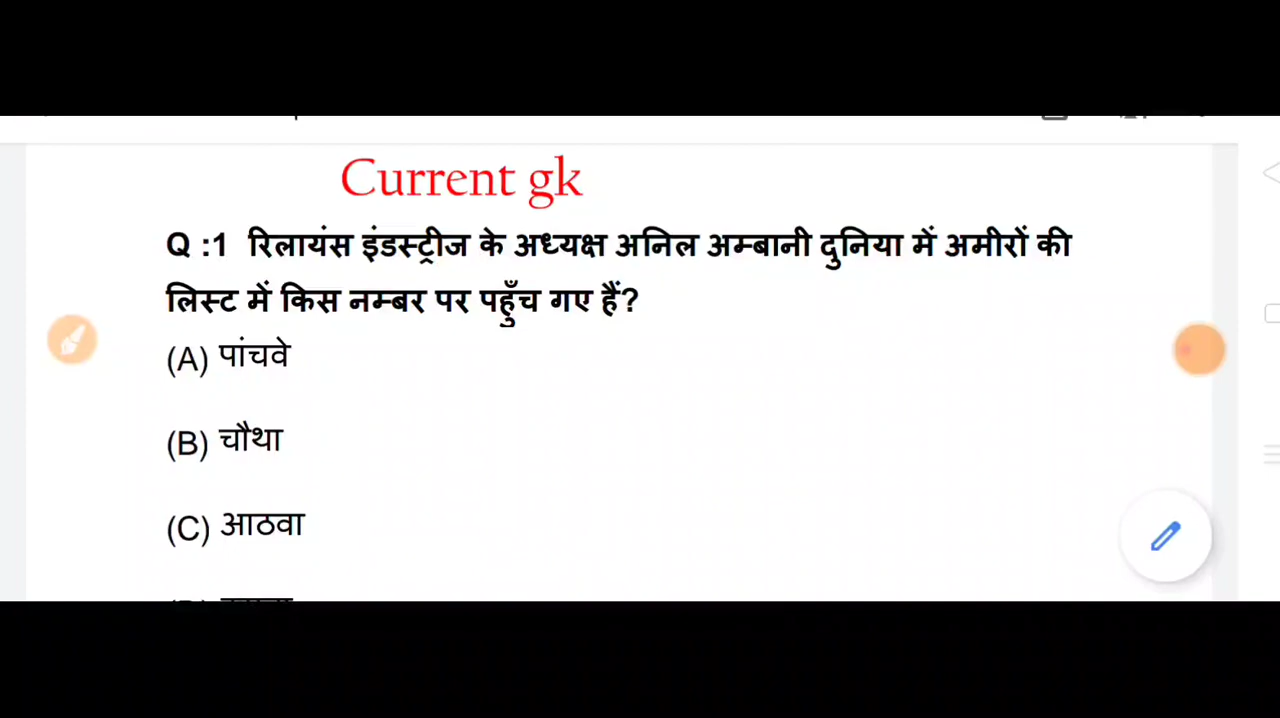 Current gk
Q :1 रिलायंस इंडस्ट्रीज के अध्यक्ष अनिल अम्बानी दुनिया में अमीरों की
लिस्ट में किस नम्बर पर पहुँच गए हैं?
(A) पांचवे
(B) चौथा
(C) आठवा